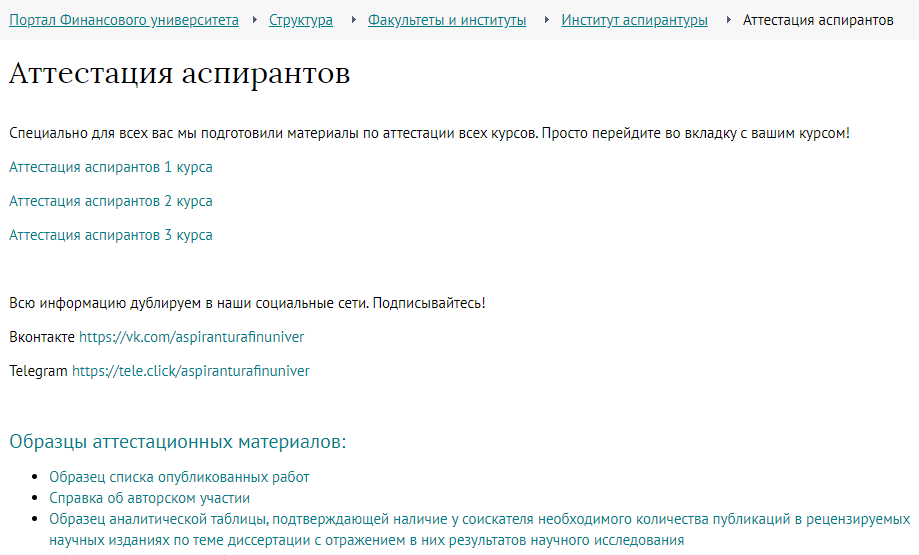 Портал Финансового университета Структура Факультеты и институты Институт аспирантуры Аттестация аспирантов
Аттестация аспирантов
Специально для всех вас мы подготовили материалы по аттестации всех курсов. Просто перейдите во вкладку с вашим курсом!
Аттестация аспирантов 1 курса
Аттестация аспирантов 2 курса
Аттестация аспирантов 3 курса
Всю информацию дублируем в наши социальные сети. Подписывайтесь!
Вконтакте https://vk.com/aspiranturafinuniver
Telegram https://tele.click/aspiranturafinuniver
Образцы аттестационных материалов:
Образец списка опубликованных работ
Справка об авторском участии
Образец аналитической таблицы, подтверждающей наличие у соискателя необходимого количества публикаций в рецензируемых
научных изданиях по теме диссертации с отражением в них результатов научного исследования